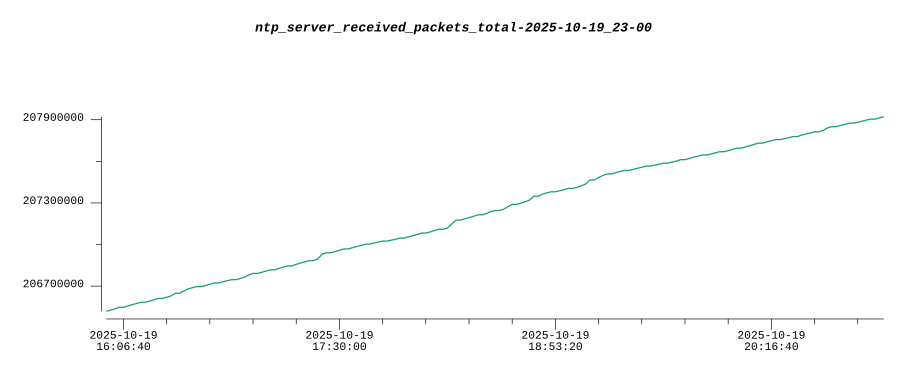 ntp_server_received_packets_total-2025-10-19_23-00
207900000
207300000
206700000
2025-10-19 2025-10-19 2025-10-19 2025-10-19
16:06:40 17:30:00 18:53:20 20:16:40